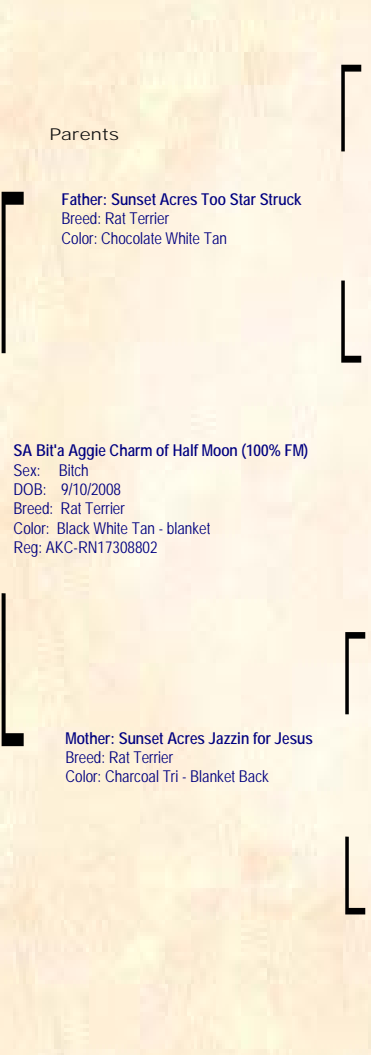 Parents
Father: Sunset Acres Too Star Struck
Breed: Rat Terrier
Color: Chocolate White Tan
SA Bit'a Aggie Charm of Half Moon (100% FM)
Sex: Bitch
DOB: 9/10/2008
Breed: Rat Terrier
Color: Black White Tan - blanket
Reg: AKC-RN17308802
Mother: Sunset Acres Jazzin for Jesus
Breed: Rat Terrier
Color: Charcoal Tri - Blanket Back